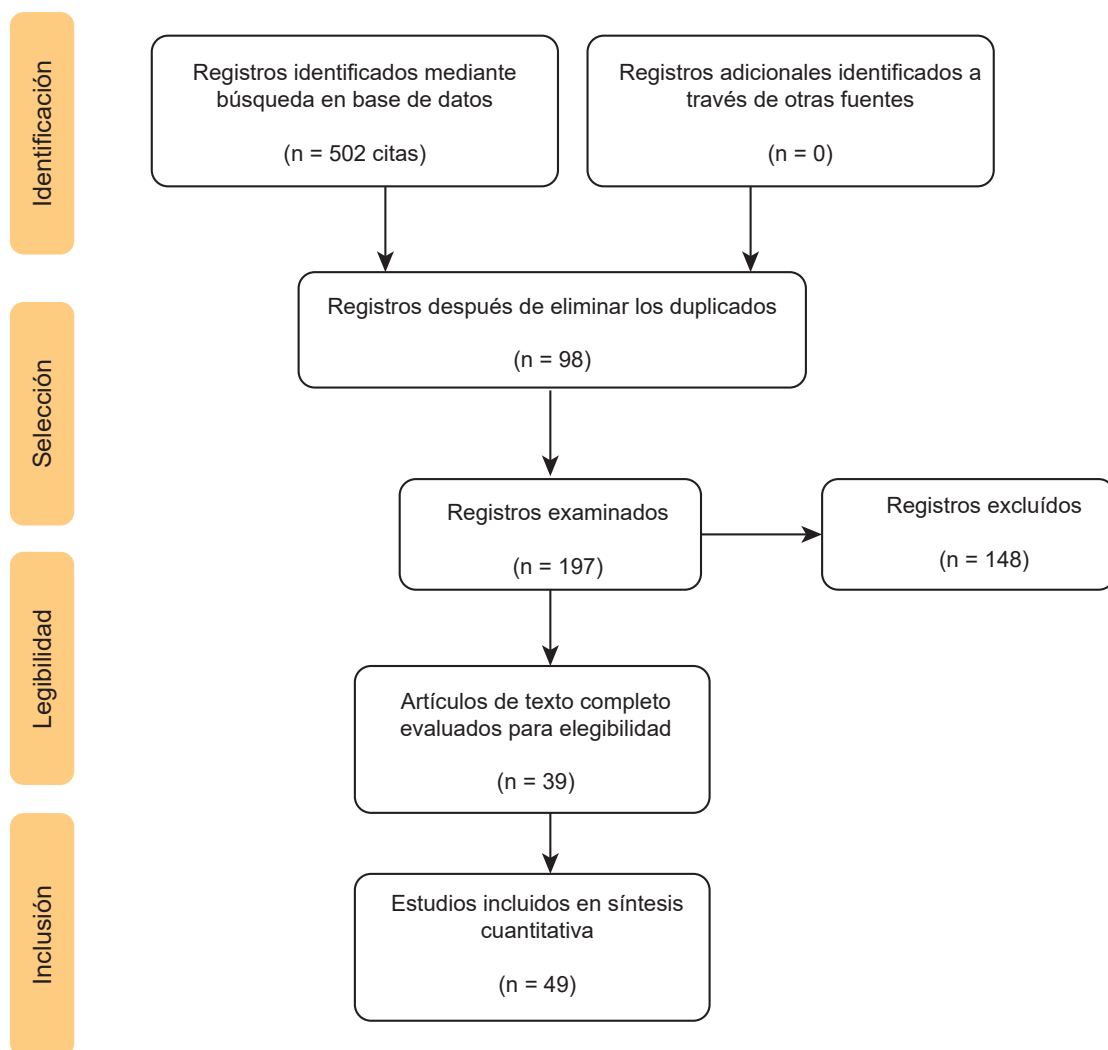 Identificación
Registros identificados mediante
búsqueda en base de datos
(n = 502 citas)
Registros adicionales identificados a
través de otras fuentes
(n = 0)
Registros después de eliminar los duplicados
(n = 98)
Selección
Registros examinados
(n = 197)
Registros excluídos
(n = 148)
Legibilidad
Artículos de texto completo
evaluados para elegibilidad
(n = 39)
Inclusión
Estudios incluidos en síntesis
cuantitativa
(n = 49)